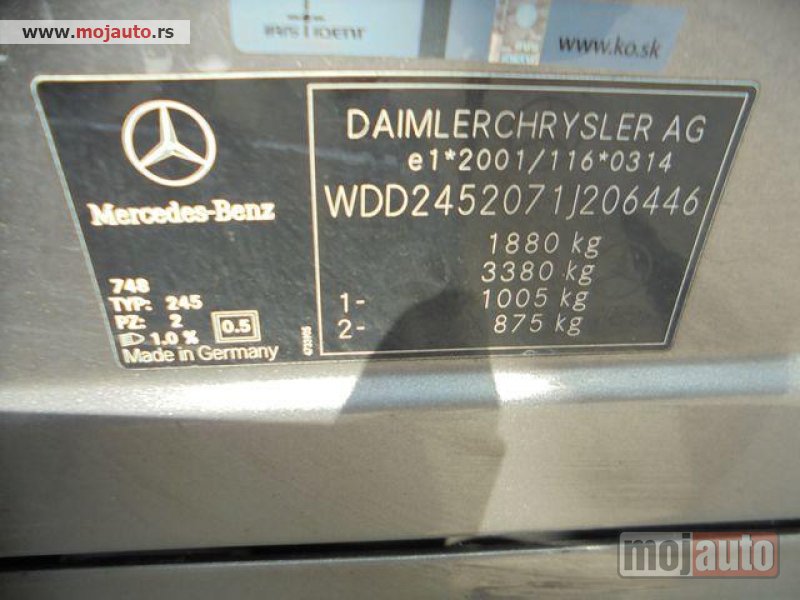 www.mojauto.rs
www.ko.sk
Mercedes-Benz
748
TYP: 245
PZ: 2
1.0 %
0.5
Made in Germany
DAIMLERCHRYSLER AG
e1*2001/116*0314
WDD2452071J206446
1880 kg
3380 kg
1- 1005 kg
2- 875 kg
mojauto